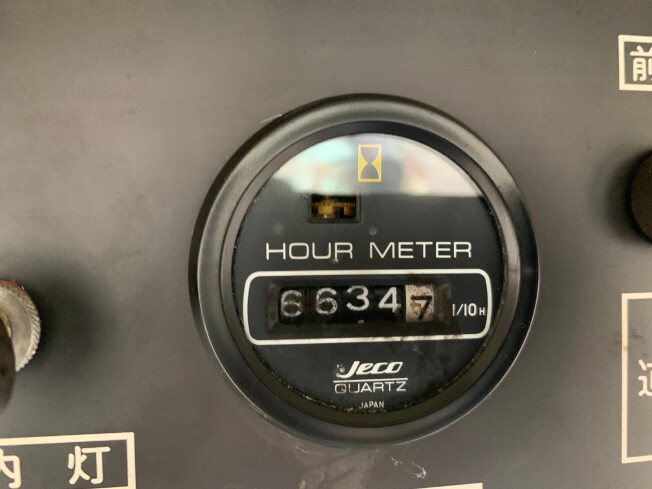 前
HOUR METER
66347 1/10H
Jeco
QUARTZ
JAPAN
内 灯